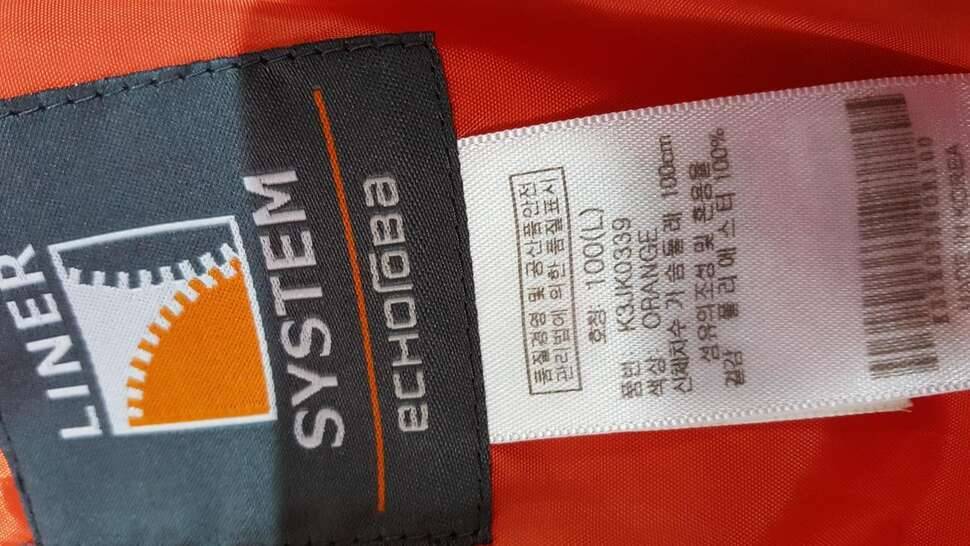 LINER
SYSTEM
ECHOROBA
품질경영 및 공산품안전
관리법에 의한 품질표시
호칭: 100(L)
품번 K3JK0339
색상 ORANGE
신체치수 가슴둘레 100cm
섬유의조성 및 혼용율
겉감 폴리에스터 100%
MADE IN KOREA